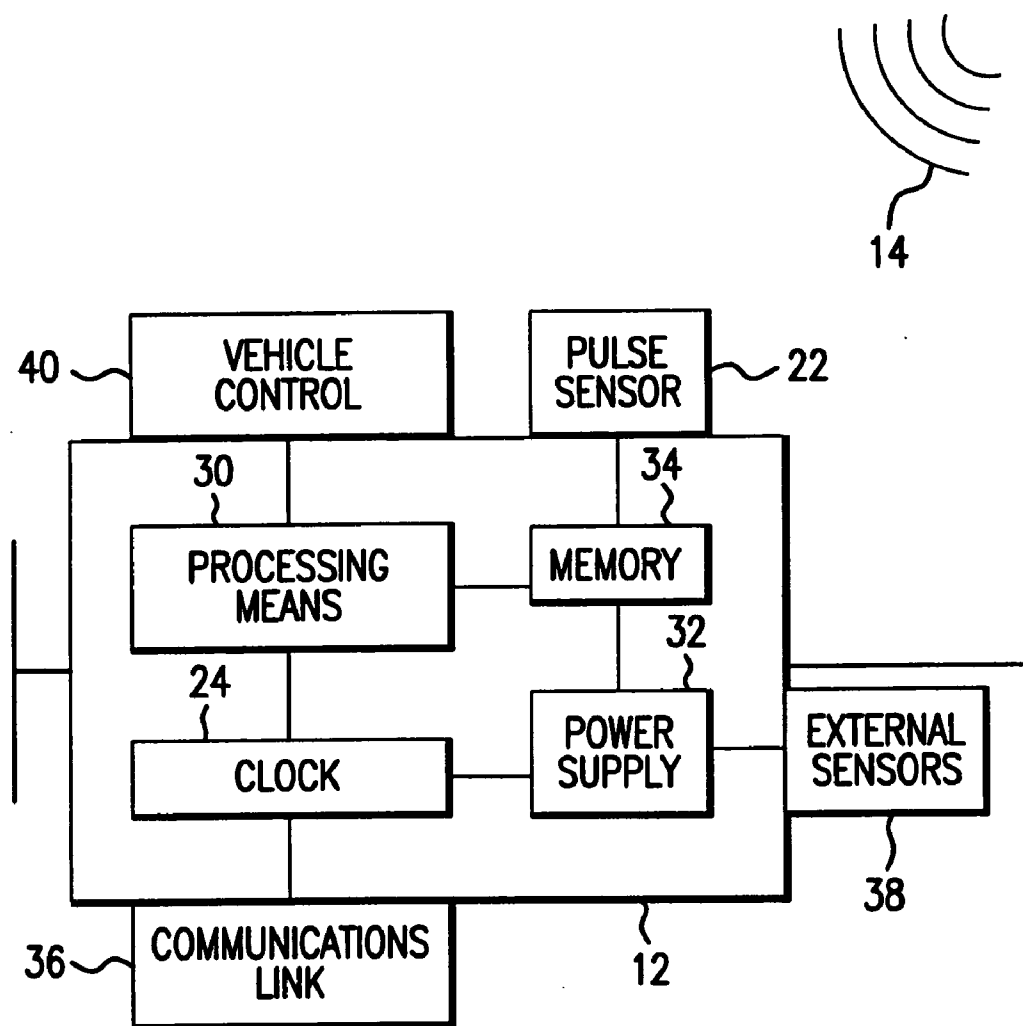 14
VEHICLE
CONTROL
40
PULSE
SENSOR
22
30
34
PROCESSING
MEANS
MEMORY
32
24
CLOCK
POWER
SUPPLY
EXTERNAL
SENSORS
38
COMMUNICATIONS
LINK
36
12